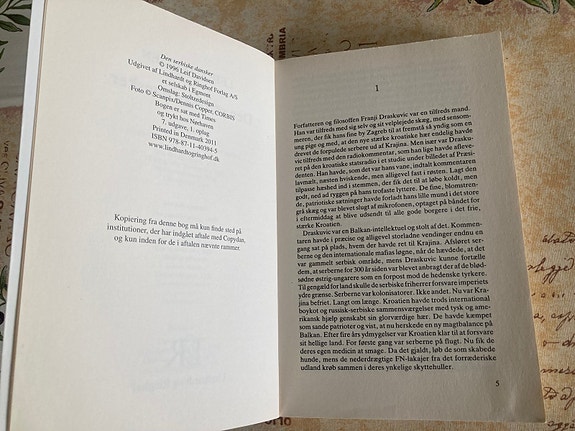 Den serbiske dansker
© 1996 Leif Davidsen
Udgivet af Lindhardt og Ringhof Forlag A/S,
et selskab i Egmont
Omslag: Stoltzedesign
Foto © Scanpix/Dennis Copper, CORBIS
Bogen er sat med Times
og trykt hos Nørhaven
7. udgave, 1. oplag
Printed in Denmark 2011
ISBN 978-87-11-40394-5
www.lindhardtogringhof.dk
Kopiering fra denne bog må kun finde sted på
institutioner, der har indgået aftale med Copydan,
og kun inden for de i aftalen nævnte rammer.
1
Forfatteren og filosoffen Franji Draskuvic var en tilfreds mand.
Han var tilfreds med sig selv og sit velplejede skæg, med sensom-
meren, der fik hans fine by Zagreb til at fremstå så yndig som en
ung pige og med, at den nye stærke kroatiske hær endelig havde
drevet de forpulede serbere ud af Krajina. Men især var Drasku-
vic tilfreds med den radiokommentar, som han lige havde afleve-
ret på den kroatiske statsradio i et studie under billedet af Præsi-
denten. Han havde, som det var hans vane, indtalt kommentaren
lavmælt, næsten hviskende, men alligevel fast i røsten. Lagt den
tilpas hæshed ind i stemmen, der fik det til at løbe koldt, men
godt, ned ad ryggen på hans trofaste lyttere. De fine, blomstren-
de, patriotiske sætninger havde forladt hans lille mund i det store
grå skæg og var blevet slugt af mikrofonen, optaget på båndet for
i eftermiddag at blive udsendt til alle gode borgere i det frie,
stærke Kroatien.
Draskuvic var en Balkan-intellektuel og stolt af det. Kommen-
taren havde i præcise og alligevel storladne vendinger endnu en
gang sat på plads, hvem der havde ret til Krajina. Afsløret ser-
berne og den internationale mafias løgne, når de hævdede, at det
var gammelt serbisk område, mens Draskuvic kunne fortælle
dem, at serberne for 300 år siden var blevet anbragt der af de blød-
sødne østrig-ungarere som en forpost mod de hedenske tyrkere.
Til gengæld for land skulle de serbiske friherrer forsvare imperiets
ydre grænse. Serberne var kolonisatorer. Ikke andet. Nu var Kra-
jina befriet. Langt om længe. Kroatien havde trods international
boykot og russisk-serbiske sammensværgelser med tysk og ame-
rikansk hjælp genskabt sin glorværdige hær. De havde kæmpet
som sande patrioter og vist, at nu herskede en ny magtbalance på
Balkan. Efter fire års ydmygelser var Kroatien klar til at forsvare
sit hellige land. For første gang var serberne på flugt. Nu fik de
deres egen medicin at smage. Da det gjaldt, løb de som skabede
hunde, mens de nederdrægtige FN-lakajer fra det forræderiske
udland krøb sammen i deres ynkelige skyttehuller.
5